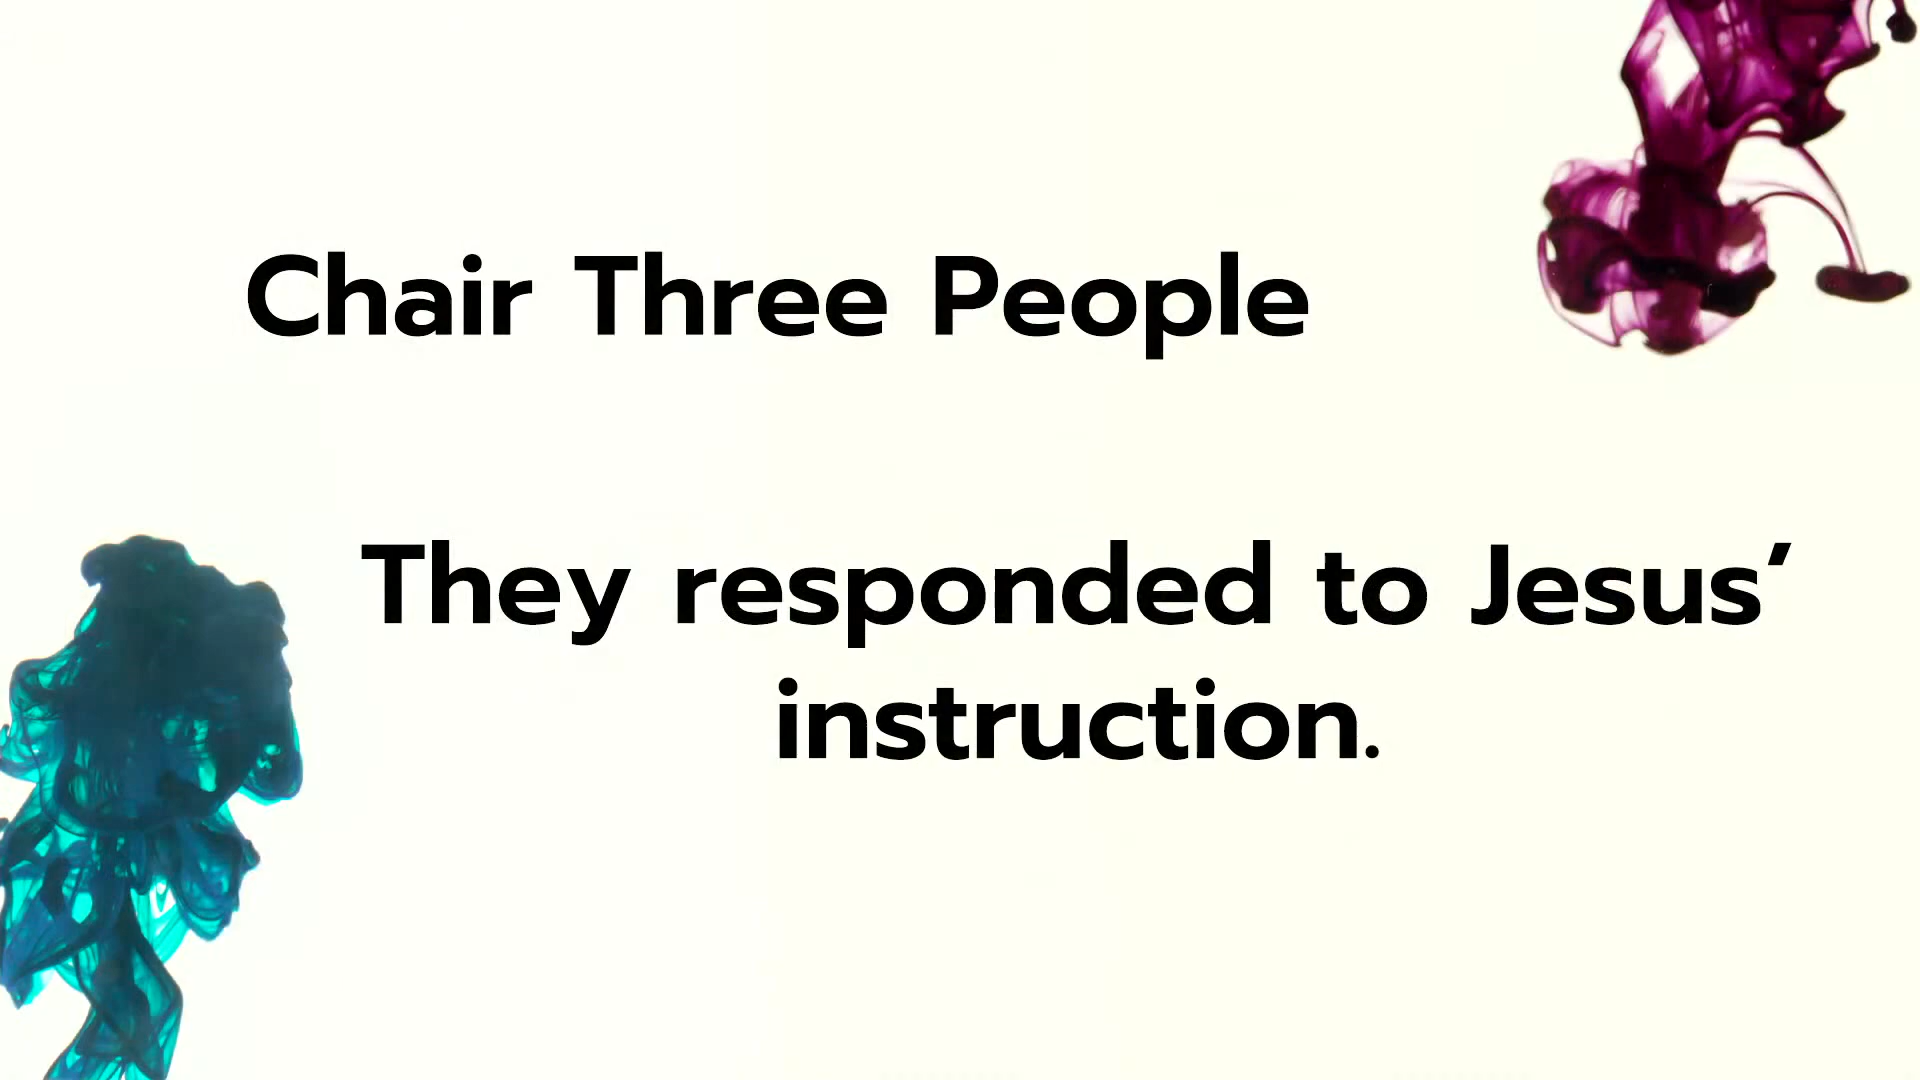 Chair Three People
They responded to Jesus’
instruction.